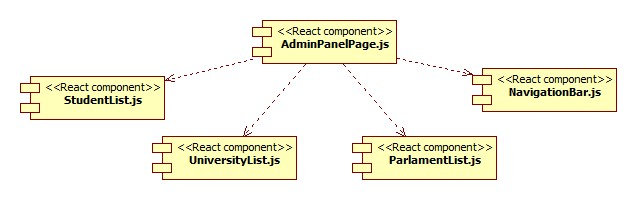 <<React component>>
AdminPanelPage.js
<<React component>>
StudentList.js
<<React component>>
NavigationBar.js
<<React component>>
UniversityList.js
<<React component>>
ParlamentList.js